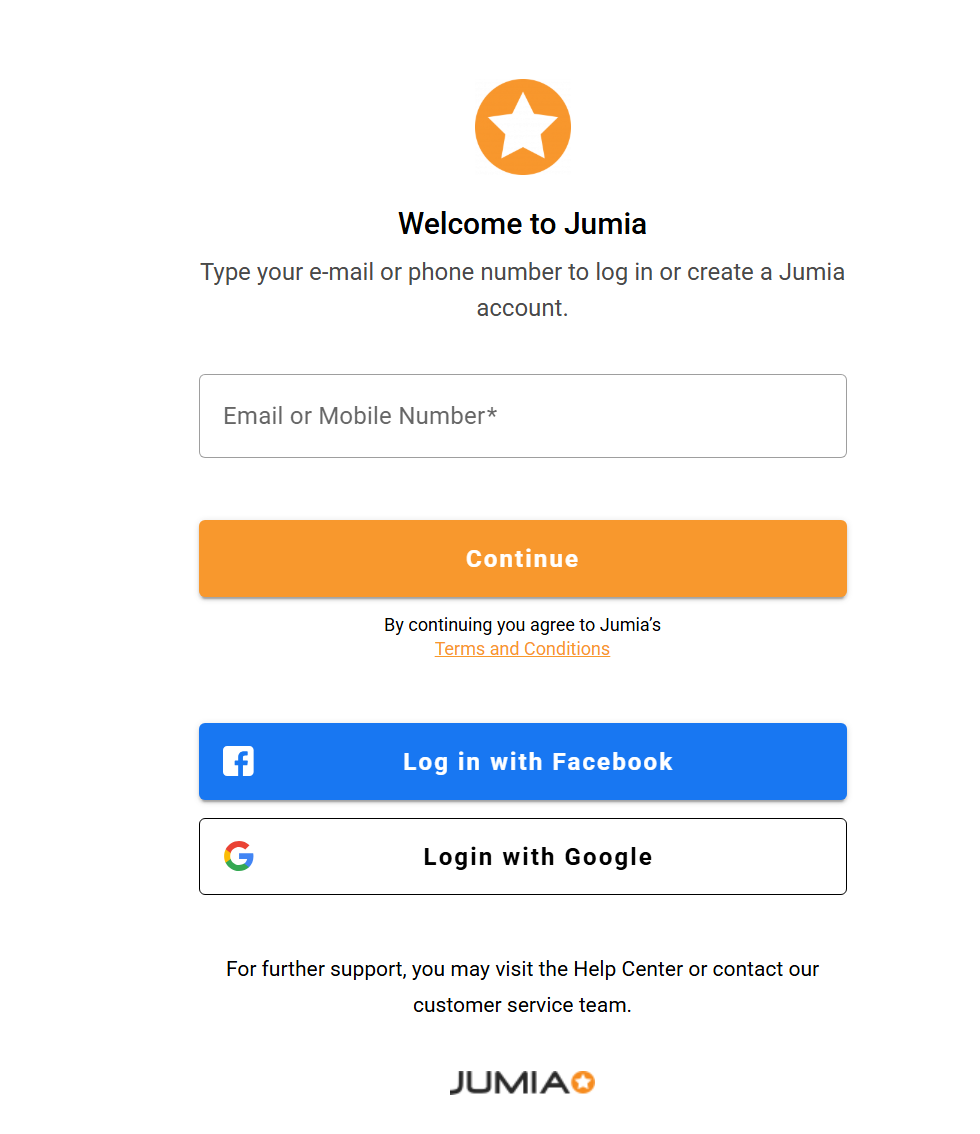 Welcome to Jumia
Type your e-mail or phone number to log in or create a Jumia
account.
Email or Mobile Number*
Continue
By continuing you agree to Jumia’s
Terms and Conditions
Log in with Facebook
Login with Google
For further support, you may visit the Help Center or contact our
customer service team.
JUMIA